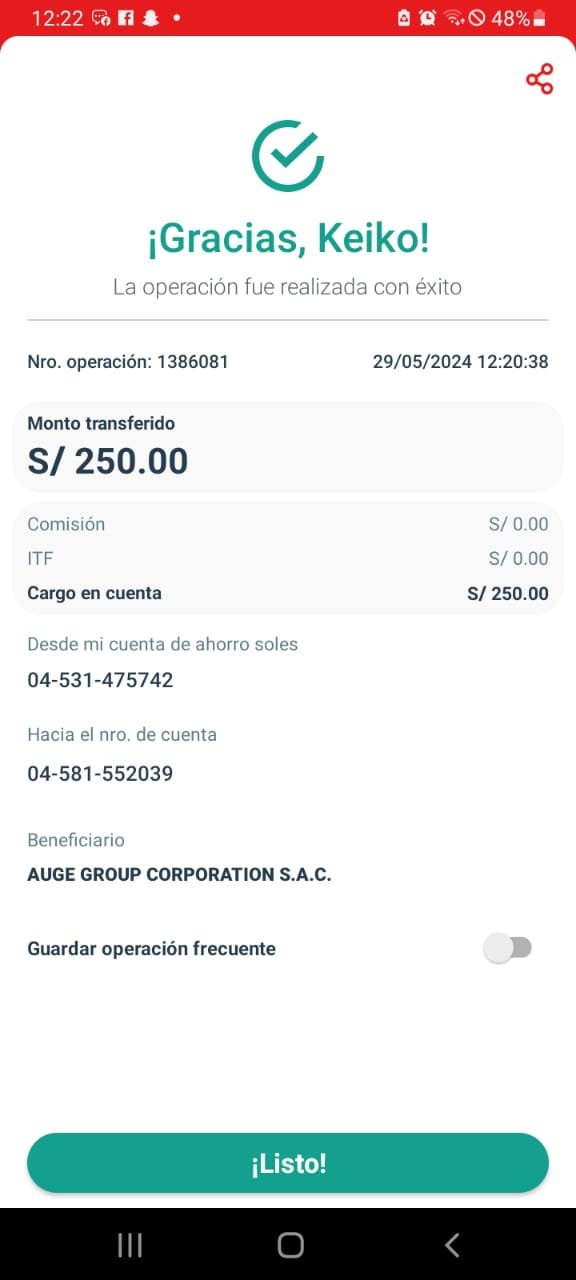 12:22
48%
¡Gracias, Keiko!
La operación fue realizada con éxito
Nro. operación: 1386081 29/05/2024 12:20:38
Monto transferido
S/ 250.00
Comisión S/ 0.00
ITF S/ 0.00
Cargo en cuenta S/ 250.00
Desde mi cuenta de ahorro soles
04-531-475742
Hacia el nro. de cuenta
04-581-552039
Beneficiario
AUGE GROUP CORPORATION S.A.C.
Guardar operación frecuente
¡Listo!